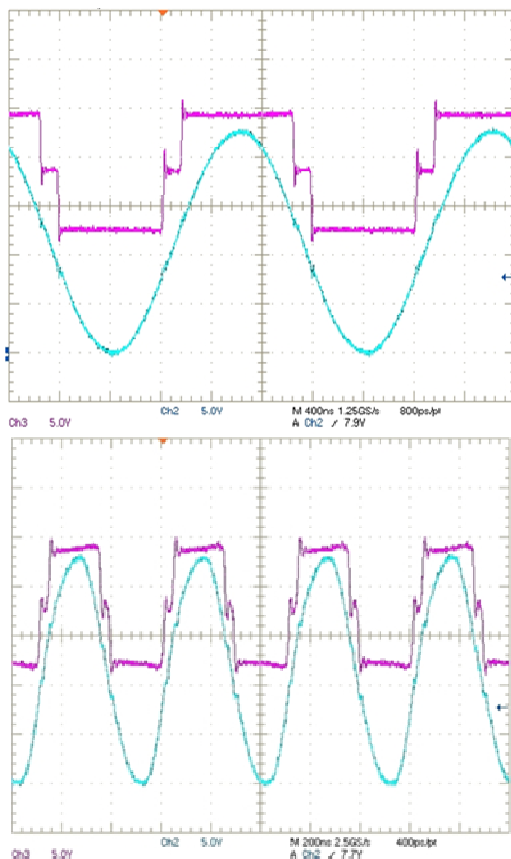 Ch2 5.0V M 400ns 1.25GS/s 800ps/pt
Ch3 5.0V A Ch2 / 7.9V
Ch2 5.0V M 200ns 2.5GS/s 400ps/pt
Ch3 5.0V A Ch2 / 7.7V